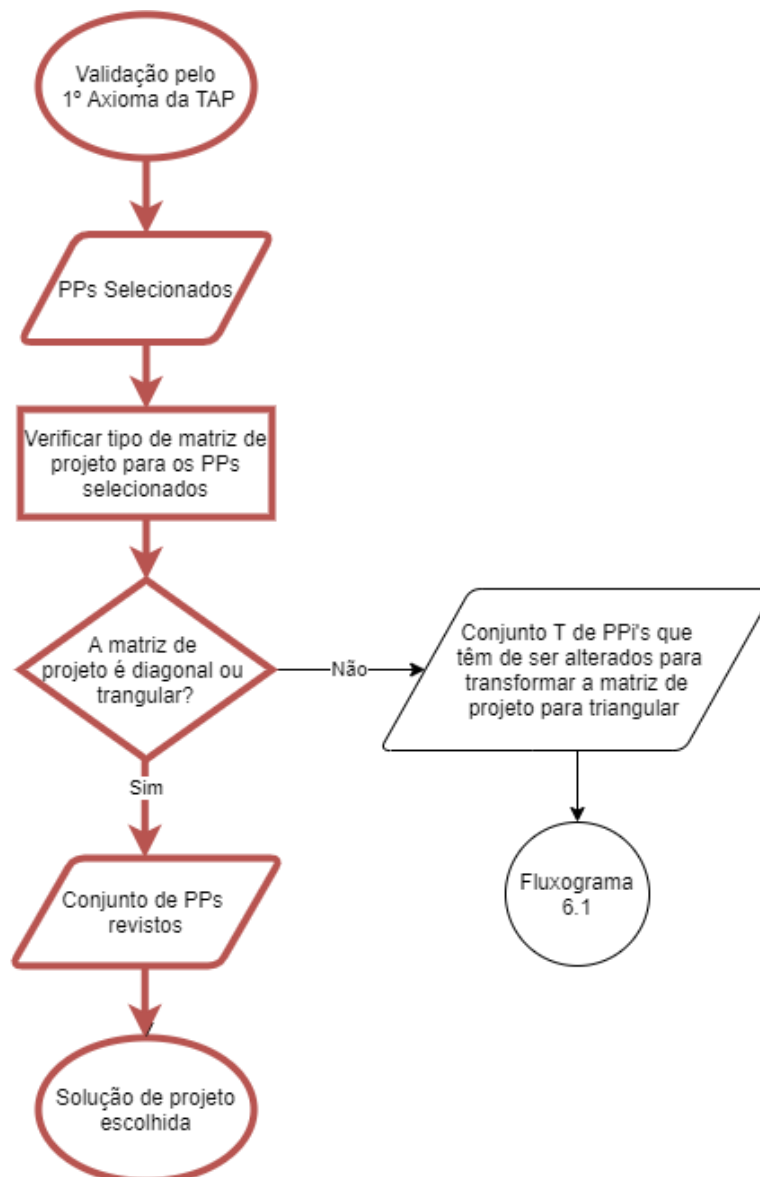 Validação pelo
1º Axioma da TAP
PPs Selecionados
Verificar tipo de matriz de
projeto para os PPs
selecionados
A matriz de
projeto é diagonal ou
trangular?
Não
Conjunto T de PPi's que
têm de ser alterados para
transformar a matriz de
projeto para triangular
Sim
Fluxograma
6.1
Conjunto de PPs
revistos
Solução de projeto
escolhida